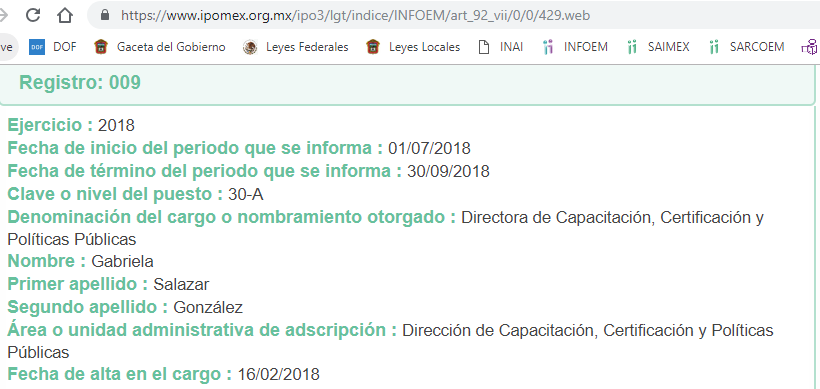 https://www.ipomex.org.mx/ipo3/lgt/indice/INFOEM/art_92_vii/0/0/429.web
ve DOF DOF Gaceta del Gobierno Leyes Federales Leyes Locales INAI INFOEM SAIMEX SARCOEM
Registro: 009
Ejercicio : 2018
Fecha de inicio del periodo que se informa : 01/07/2018
Fecha de término del periodo que se informa : 30/09/2018
Clave o nivel del puesto : 30-A
Denominación del cargo o nombramiento otorgado : Directora de Capacitación, Certificación y
Políticas Públicas
Nombre : Gabriela
Primer apellido : Salazar
Segundo apellido : González
Área o unidad administrativa de adscripción : Dirección de Capacitación, Certificación y Políticas
Públicas
Fecha de alta en el cargo : 16/02/2018